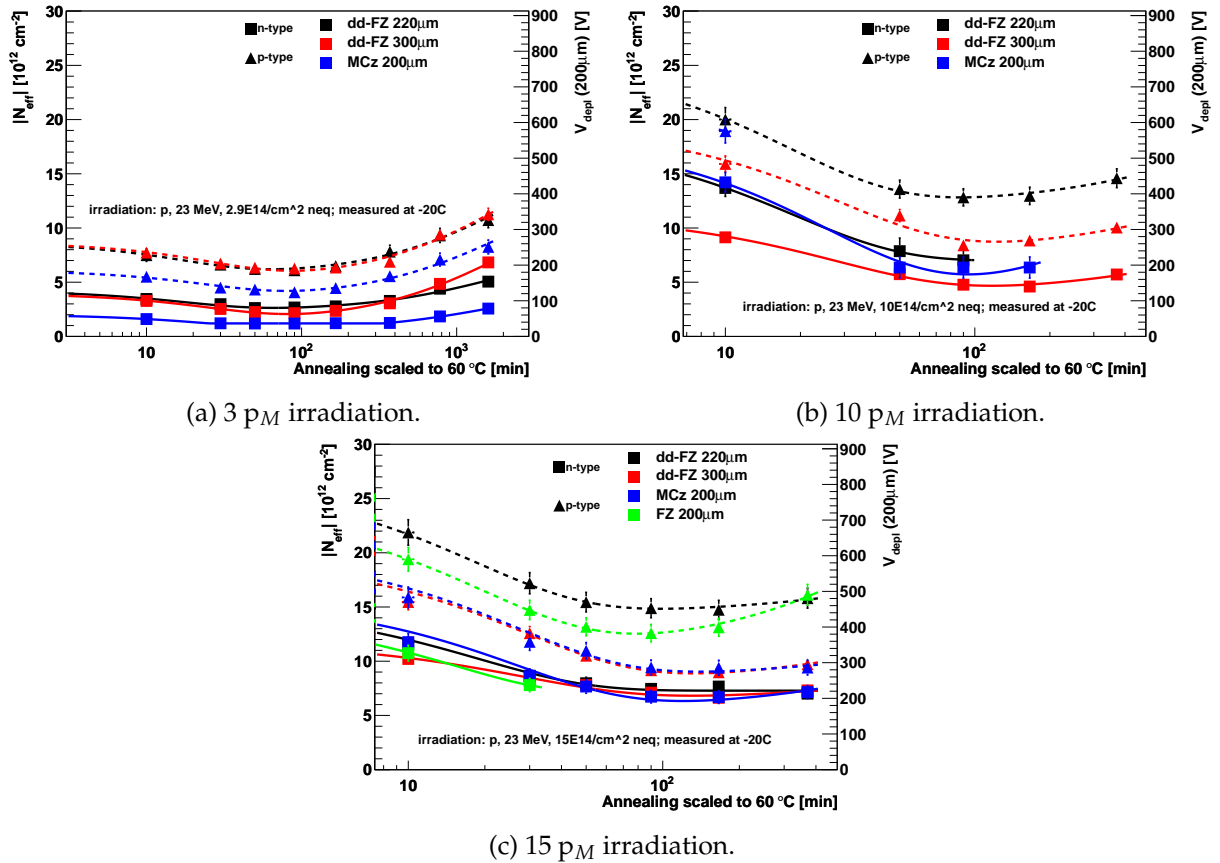 |N_eff| [10^12 cm^-2]
30
25
20
15
10
5
0
n-type
p-type
dd-FZ 220μm
dd-FZ 300μm
MCz 200μm
irradiation: p, 23 MeV, 2.9E14/cm^2 neq; measured at -20C
900
800
700
600
500
400
300
200
100
0
V_depl (200μm) [V]
10
10^2
10^3
Annealing scaled to 60 °C [min]
(a) 3 p_M irradiation.
|N_eff| [10^12 cm^-2]
30
25
20
15
10
5
0
n-type
p-type
dd-FZ 220μm
dd-FZ 300μm
MCz 200μm
irradiation: p, 23 MeV, 10E14/cm^2 neq; measured at -20C
900
800
700
600
500
400
300
200
100
0
V_depl (200μm) [V]
10
10^2
Annealing scaled to 60 °C [min]
(b) 10 p_M irradiation.
|N_eff| [10^12 cm^-2]
30
25
20
15
10
5
0
n-type
p-type
dd-FZ 220μm
dd-FZ 300μm
MCz 200μm
FZ 200μm
irradiation: p, 23 MeV, 15E14/cm^2 neq; measured at -20C
900
800
700
600
500
400
300
200
100
0
V_depl (200μm) [V]
10
10^2
Annealing scaled to 60 °C [min]
(c) 15 p_M irradiation.